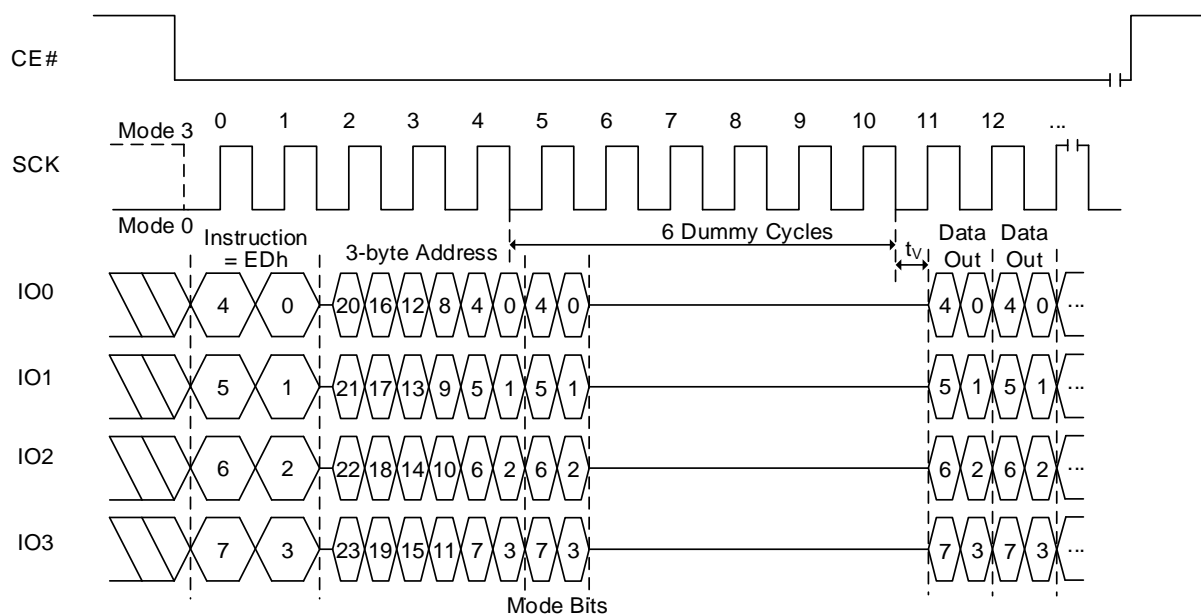 CE#
0 1 2 3 4 5 6 7 8 9 10 11 12 ...
Mode 3
SCK
Mode 0
Instruction
= EDh
3-byte Address
6 Dummy Cycles
tV
Data
Out
Data
Out
IO0 4 0 20 16 12 8 4 0 4 0 4 0 4 0 ...
IO1 5 1 21 17 13 9 5 1 5 1 5 1 5 1 ...
IO2 6 2 22 18 14 10 6 2 6 2 6 2 6 2 ...
IO3 7 3 23 19 15 11 7 3 7 3 7 3 7 3 ...
Mode Bits